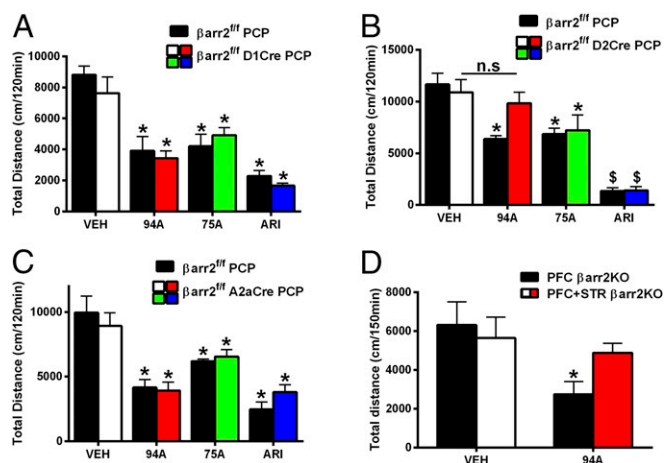 A
βarr2f/f PCP
βarr2f/f D1Cre PCP
Total Distance (cm/120min)
10000
8000
6000
4000
2000
0
* * * * * *
VEH 94A 75A ARI
B
βarr2f/f PCP
βarr2f/f D2Cre PCP
Total Distance (cm/120min)
15000
10000
5000
0
n.s
* * * $ $
VEH 94A 75A ARI
C
βarr2f/f PCP
βarr2f/f A2aCre PCP
Total Distance (cm/120min)
10000
5000
0
* * * * * *
VEH 94A 75A ARI
D
PFC βarr2KO
PFC+STR βarr2KO
Total distance (cm/150min)
8000
6000
4000
2000
0
*
VEH 94A